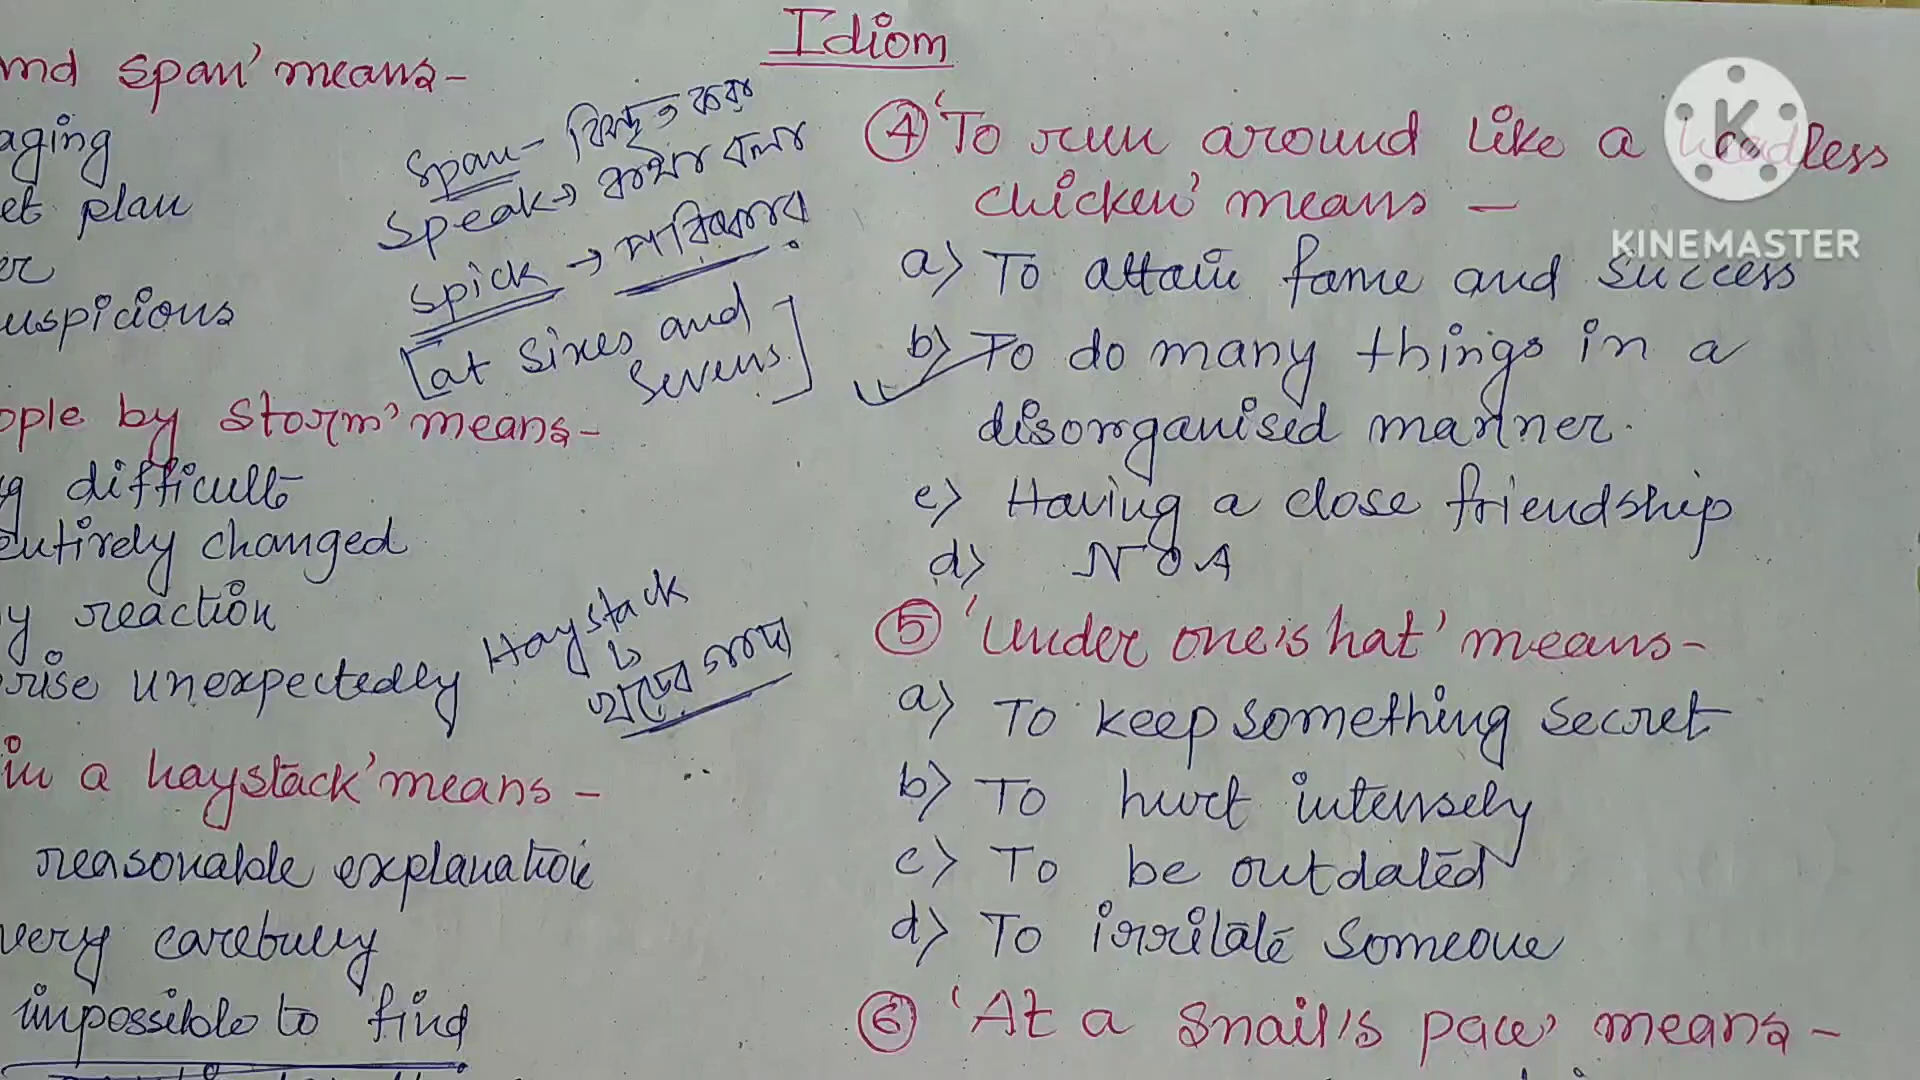 Idiom
and span' means-
aging
et plan
er
uspicious
Span- বিস্তৃত করা
Speak→ কথা বলা
Spick→
[at sixes and
sevens.]
ople by storm' means-
g difficult
entirely changed
y reaction
rise unexpectedly
Haystack
↳ খড়ের গাদা
in a haystack' means-
reasonable explanation
very carefully
impossible to find
④ 'To run around like a headless
chicken' means -
a) To attain fame and success
b) To do many things in a
disorganised manner.
c) Having a close friendship
d) NOA
⑤ 'Under one's hat' means-
a) To keep something secret
b) To hurt intensely
c) To be outdated
d) To irritate someone
⑥ 'At a snail's pace' means-
KINEMASTER